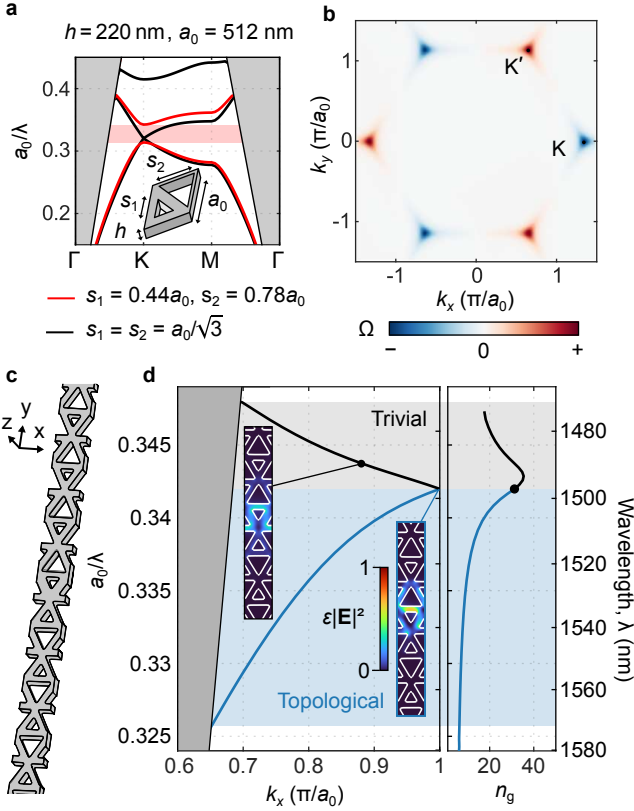 a
h = 220 nm, a₀ = 512 nm
a₀/λ
0.4
0.3
0.2
s₂
s₁
a₀
h
Γ K M Γ
s₁ = 0.44a₀, s₂ = 0.78a₀
s₁ = s₂ = a₀/√3
b
k_y (π/a₀)
1
0
-1
K′
K
-1 0 1
k_x (π/a₀)
Ω
− 0 +
c
y
z x
d
a₀/λ
0.345
0.34
0.335
0.33
0.325
Trivial
1
ε|E|²
0
Topological
0.6 0.7 0.8 0.9 1
k_x (π/a₀)
20 40
n_g
1480
1500
1520
1540
1560
1580
Wavelength, λ (nm)